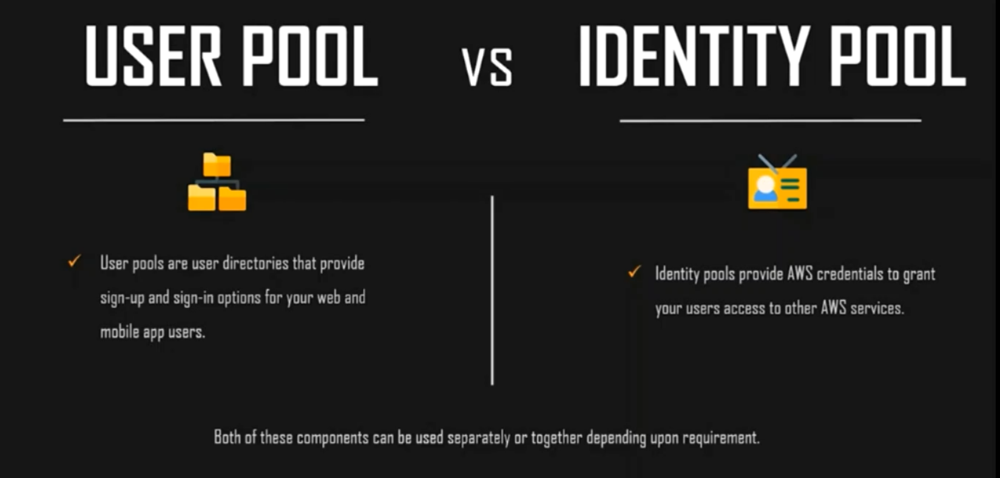 USER POOL VS IDENTITY POOL
User pools are user directories that provide
sign-up and sign-in options for your web and
mobile app users.
Identity pools provide AWS credentials to grant
your users access to other AWS services.
Both of these components can be used separately or together depending upon requirement.